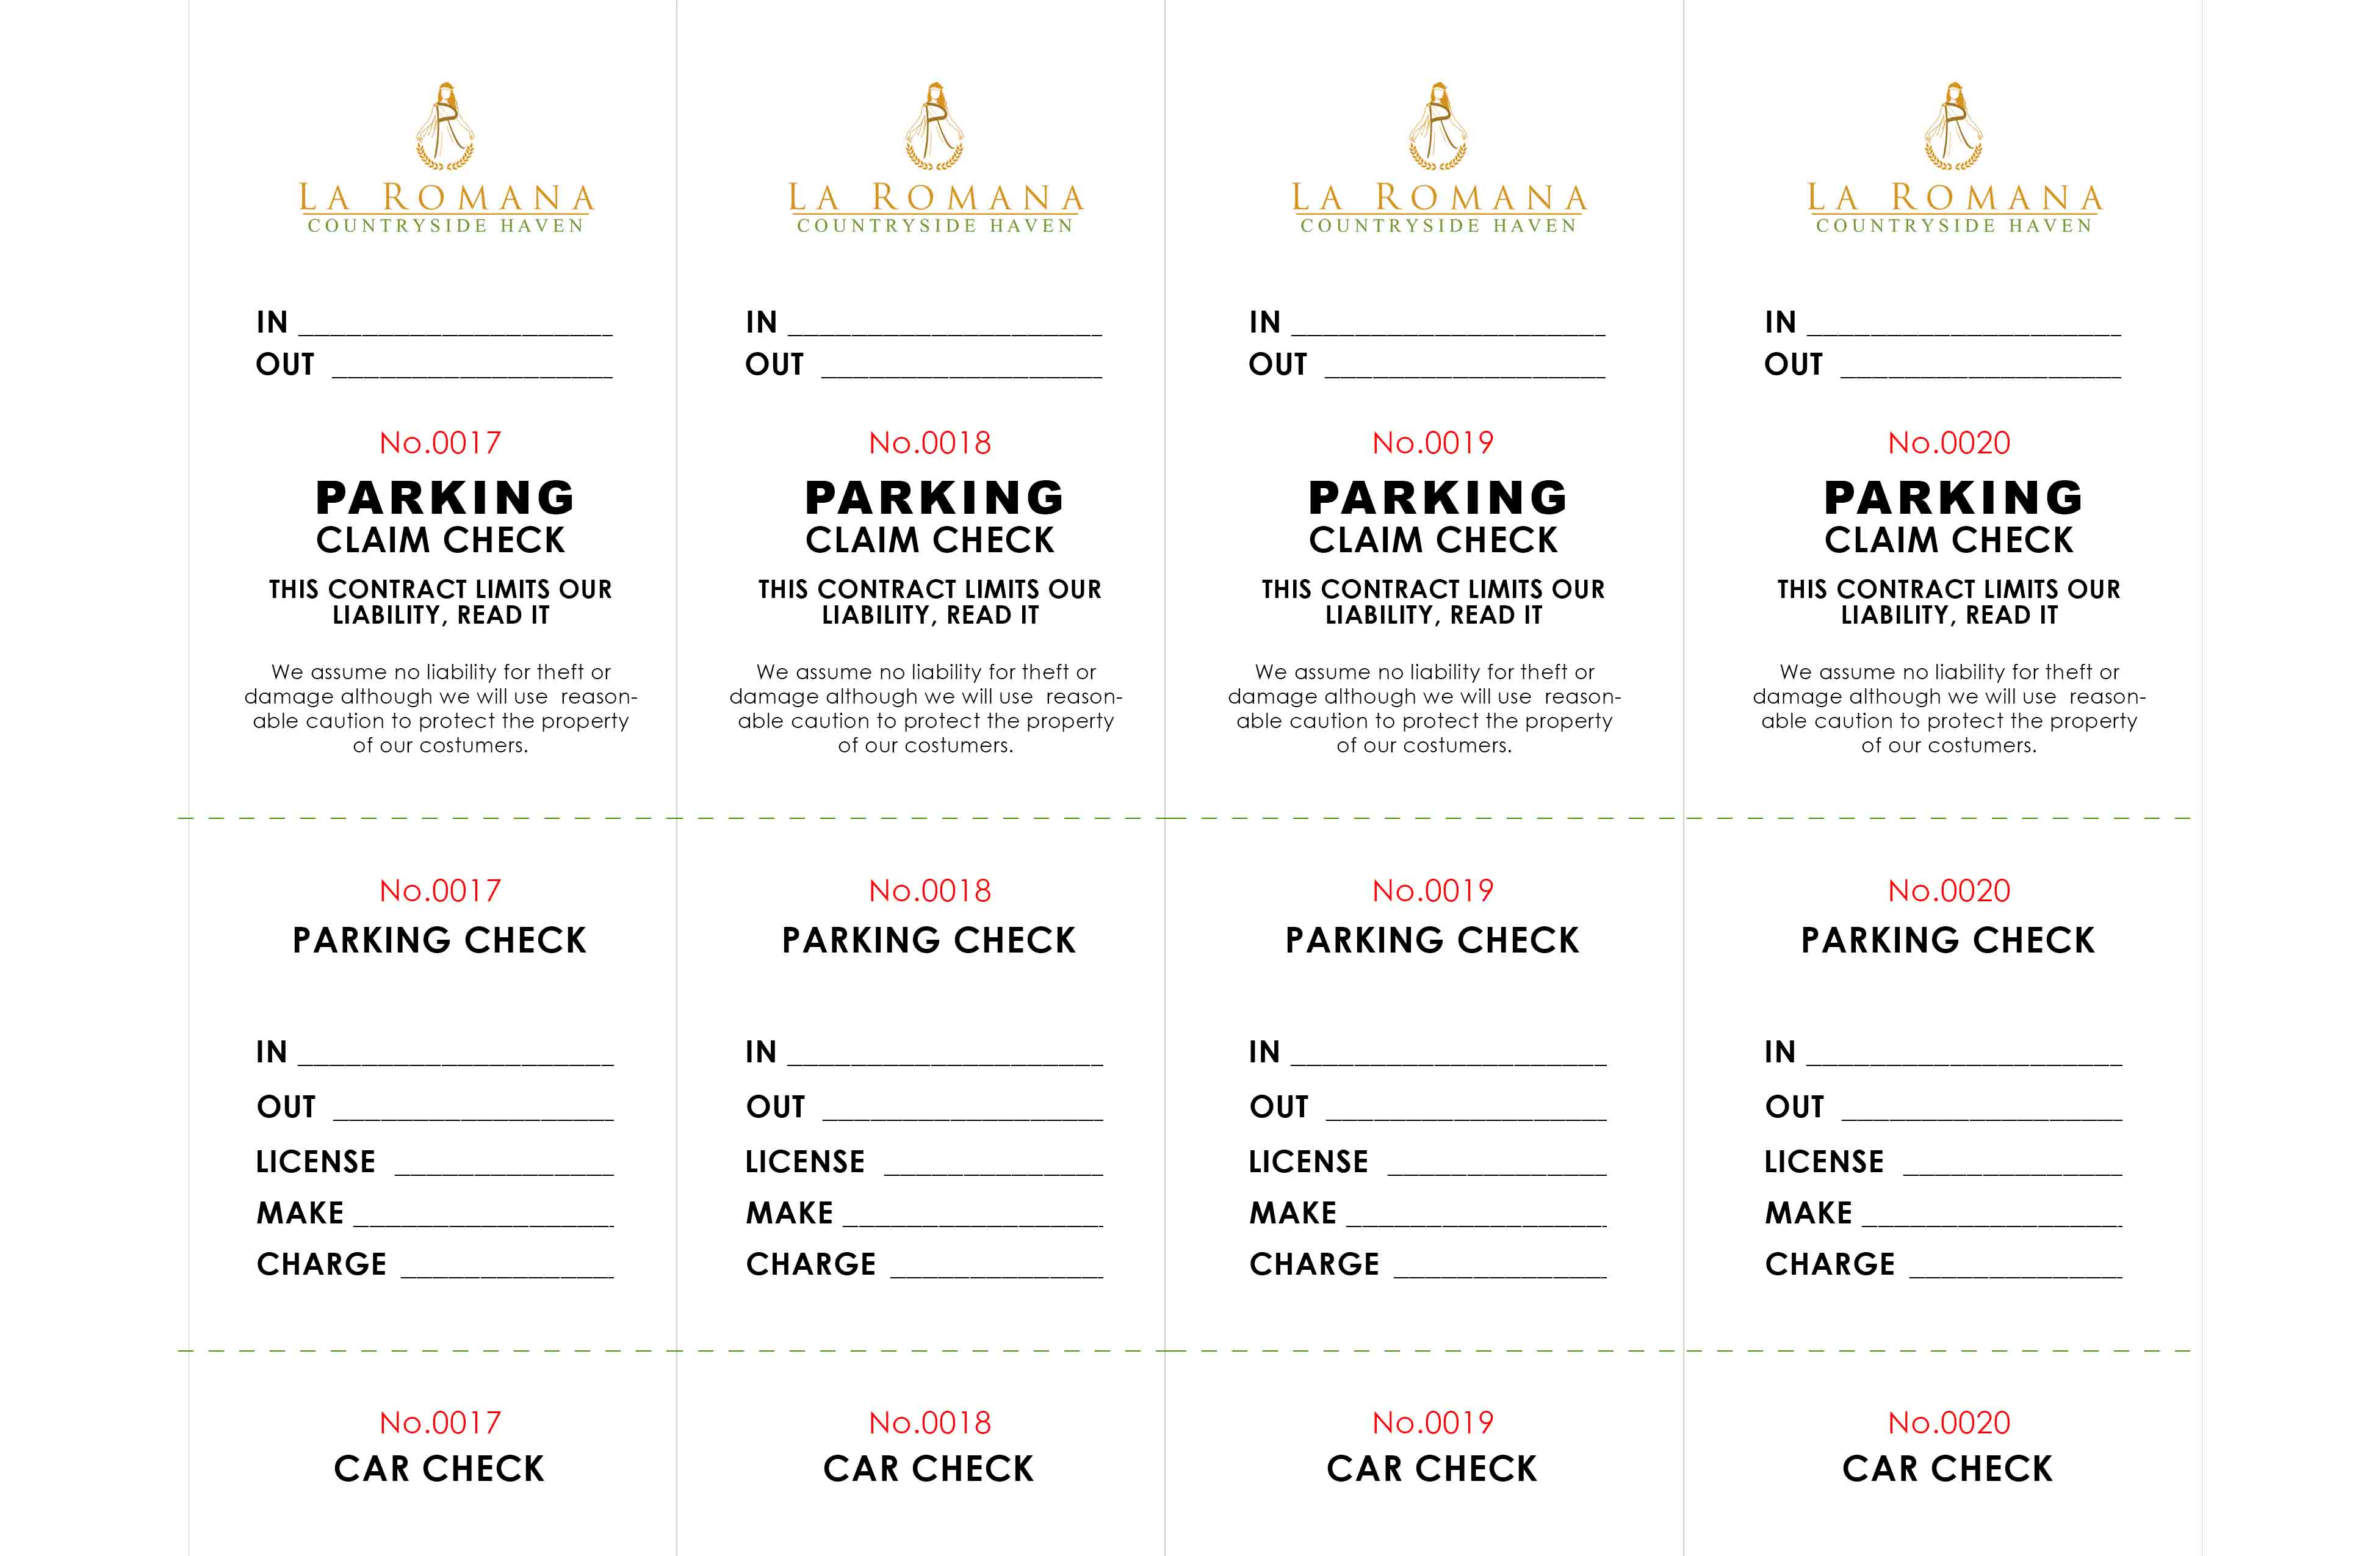 LA ROMANA
COUNTRYSIDE HAVEN
IN ____________________
OUT __________________
No.0017
PARKING
CLAIM CHECK
THIS CONTRACT LIMITS OUR
LIABILITY, READ IT
We assume no liability for theft or
damage although we will use  reason-
able caution to protect the property
of our costumers.
No.0017
PARKING CHECK
IN ____________________
OUT __________________
LICENSE ______________
MAKE _________________
CHARGE ______________
No.0017
CAR CHECK
LA ROMANA
COUNTRYSIDE HAVEN
IN ____________________
OUT __________________
No.0018
PARKING
CLAIM CHECK
THIS CONTRACT LIMITS OUR
LIABILITY, READ IT
We assume no liability for theft or
damage although we will use  reason-
able caution to protect the property
of our costumers.
No.0018
PARKING CHECK
IN ____________________
OUT __________________
LICENSE ______________
MAKE _________________
CHARGE ______________
No.0018
CAR CHECK
LA ROMANA
COUNTRYSIDE HAVEN
IN ____________________
OUT __________________
No.0019
PARKING
CLAIM CHECK
THIS CONTRACT LIMITS OUR
LIABILITY, READ IT
We assume no liability for theft or
damage although we will use  reason-
able caution to protect the property
of our costumers.
No.0019
PARKING CHECK
IN ____________________
OUT __________________
LICENSE ______________
MAKE _________________
CHARGE ______________
No.0019
CAR CHECK
LA ROMANA
COUNTRYSIDE HAVEN
IN ____________________
OUT __________________
No.0020
PARKING
CLAIM CHECK
THIS CONTRACT LIMITS OUR
LIABILITY, READ IT
We assume no liability for theft or
damage although we will use  reason-
able caution to protect the property
of our costumers.
No.0020
PARKING CHECK
IN ____________________
OUT __________________
LICENSE ______________
MAKE _________________
CHARGE ______________
No.0020
CAR CHECK